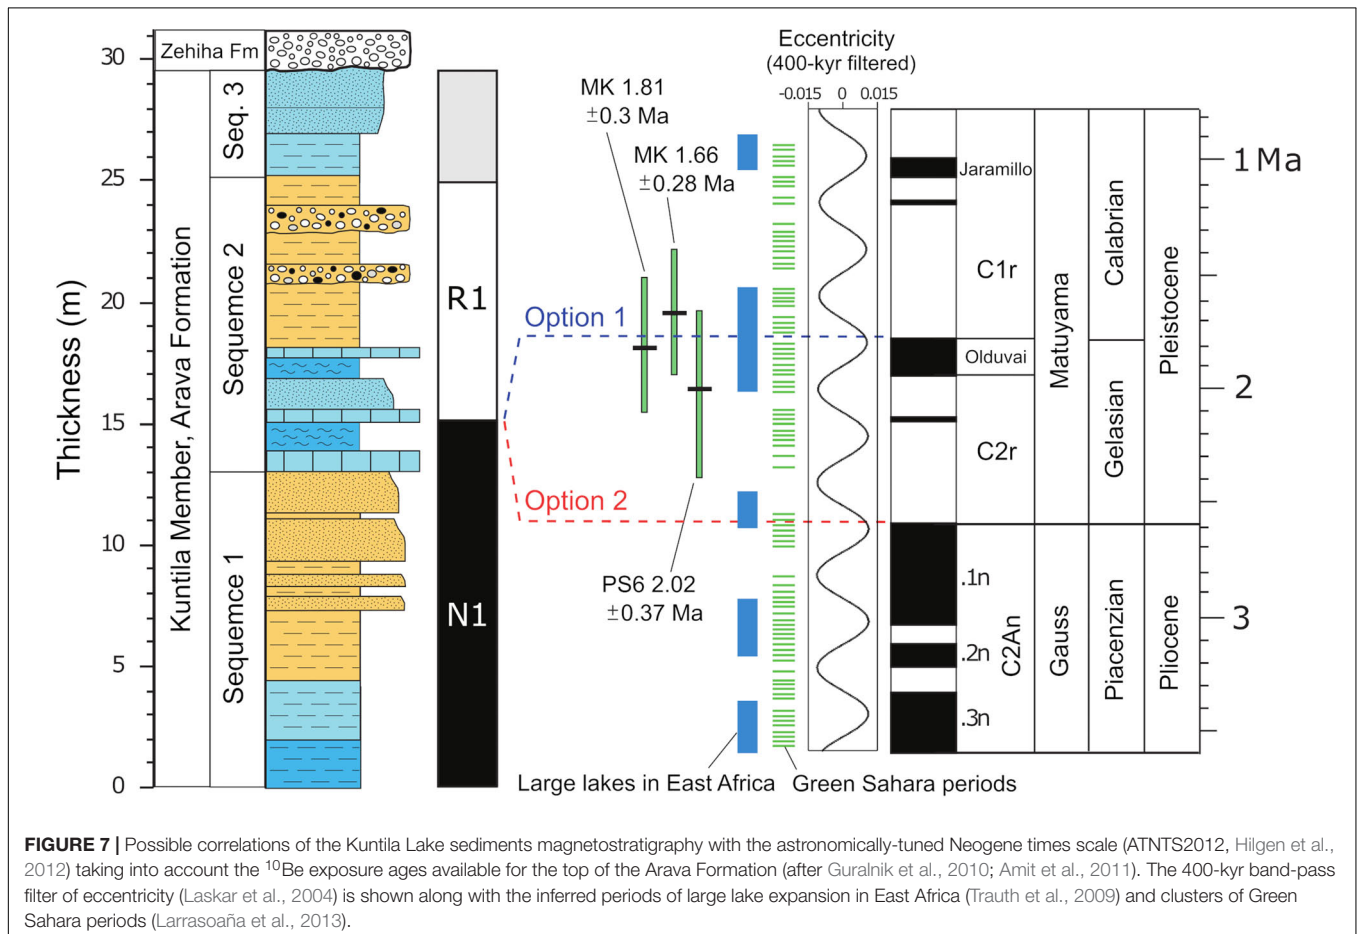 Thickness (m)
30
25
20
15
10
5
0
Zehiha Fm
Kuntila Member, Arava Formation
Seq. 3
Sequemce 2
Sequemce 1
R1
N1
MK 1.81
±0.3 Ma
MK 1.66
±0.28 Ma
PS6 2.02
±0.37 Ma
Option 1
Option 2
Large lakes in East Africa
Green Sahara periods
Eccentricity
(400-kyr filtered)
-0.015 0 0.015
Jaramillo
C1r
Olduvai
C2r
.1n
.2n
.3n
C2An
Matuyama
Gauss
Calabrian
Gelasian
Piacenzian
Pleistocene
Pliocene
1 Ma
2
3
FIGURE 7 | Possible correlations of the Kuntila Lake sediments magnetostratigraphy with the astronomically-tuned Neogene times scale (ATNTS2012, Hilgen et al.,
2012) taking into account the ¹⁰Be exposure ages available for the top of the Arava Formation (after Guralnik et al., 2010; Amit et al., 2011). The 400-kyr band-pass
filter of eccentricity (Laskar et al., 2004) is shown along with the inferred periods of large lake expansion in East Africa (Trauth et al., 2009) and clusters of Green
Sahara periods (Larrasoaña et al., 2013).